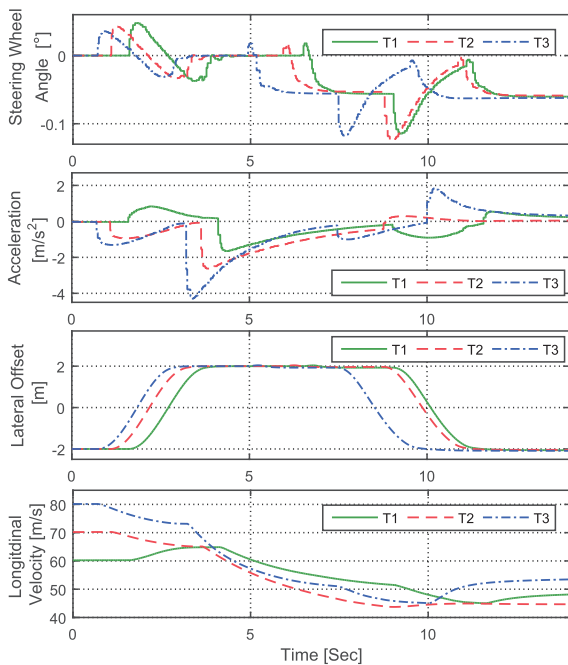 Steering Wheel
Angle [°]
0
-0.1
0
5
10
T1
T2
T3
Acceleration
[m/s²]
2
0
-2
-4
0
5
10
T1
T2
T3
Lateral Offset
[m]
2
0
-2
0
5
10
T1
T2
T3
Longitdinal
Velocity [m/s]
80
70
60
50
40
0
5
10
T1
T2
T3
Time [Sec]